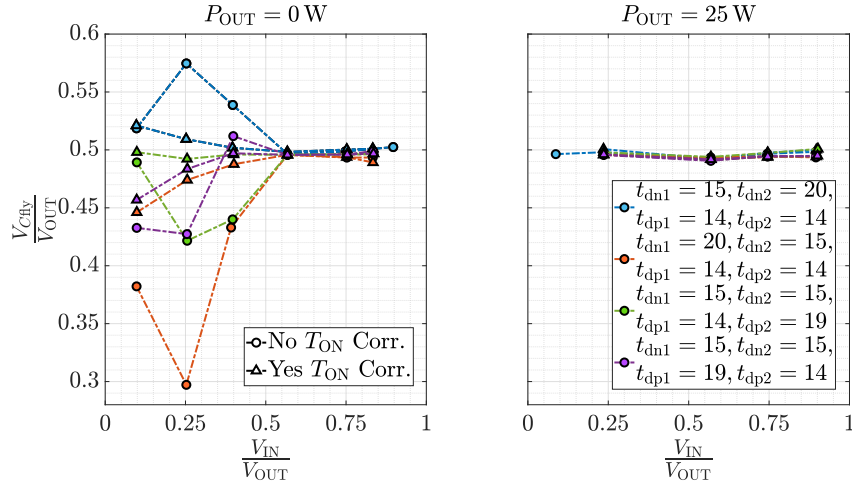 P_OUT = 0 W
0.6
0.55
0.5
0.45
0.4
0.35
0.3
V_Cfly
V_OUT
0
0.25
0.5
0.75
1
V_IN
V_OUT
No T_ON Corr.
Yes T_ON Corr.
P_OUT = 25 W
t_dn1 = 15, t_dn2 = 20,
t_dp1 = 14, t_dp2 = 14
t_dn1 = 20, t_dn2 = 15,
t_dp1 = 14, t_dp2 = 14
t_dn1 = 15, t_dn2 = 15,
t_dp1 = 14, t_dp2 = 19
t_dn1 = 15, t_dn2 = 15,
t_dp1 = 19, t_dp2 = 14
0
0.25
0.5
0.75
1
V_IN
V_OUT